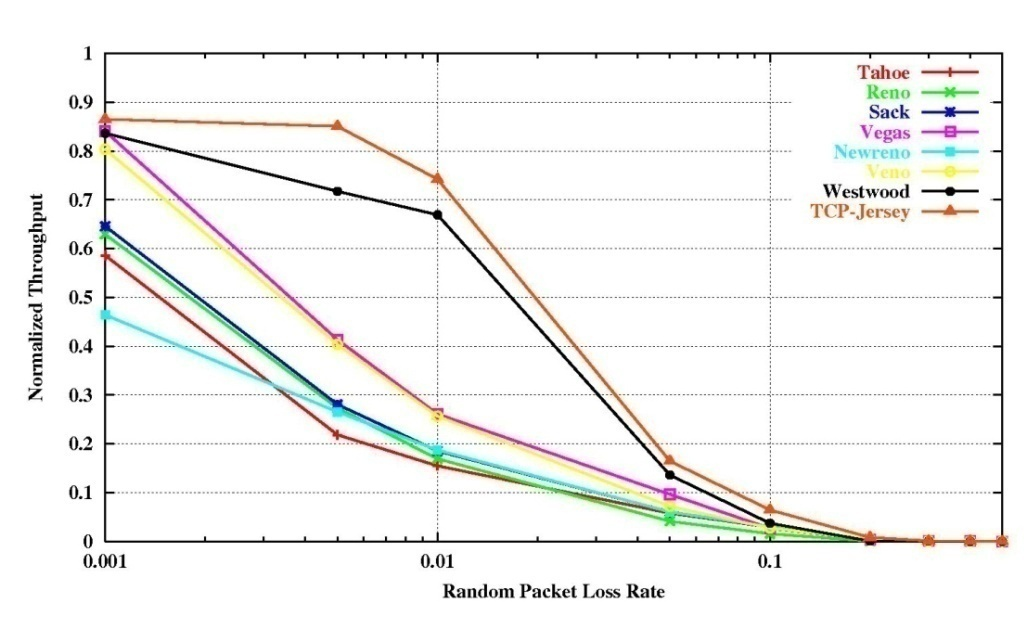 1
0.9
0.8
0.7
0.6
0.5
0.4
0.3
0.2
0.1
0
0.001
0.01
0.1
Normalized Throughput
Random Packet Loss Rate
Tahoe
Reno
Sack
Vegas
Newreno
Veno
Westwood
TCP-Jersey